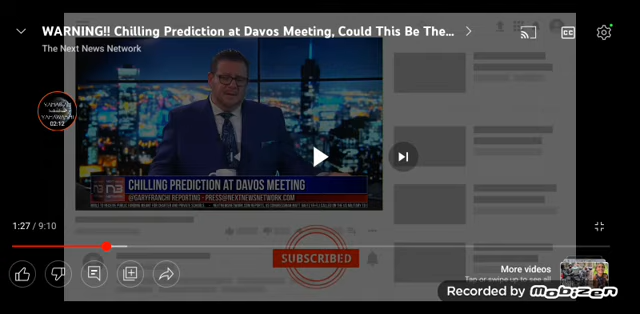 WARNING!! Chilling Prediction at Davos Meeting, Could This Be The...
The Next News Network
CC
02:12
CHILLING PREDICTION AT DAVOS MEETING
@GARYFRANCHI REPORTING - PRESS@NEXTNEWSNETWORK.COM
1:27 / 9:10
SUBSCRIBED
More videos
Tap or swipe up to see all
Recorded by Mobizen